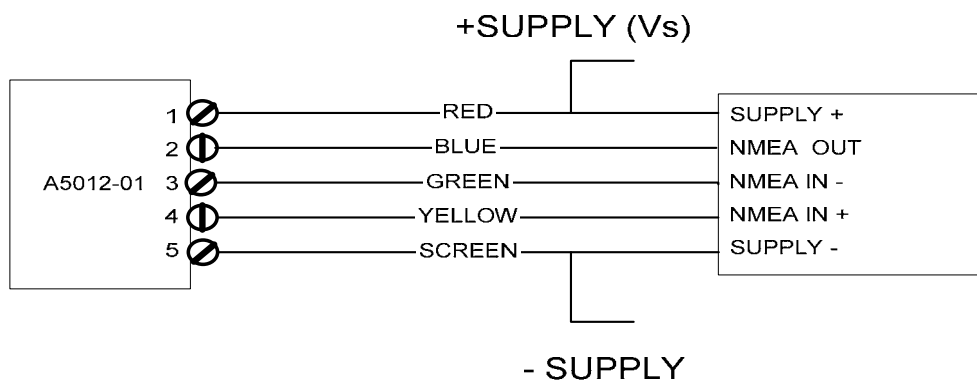 +SUPPLY (Vs)
A5012-01
1 RED SUPPLY +
2 BLUE NMEA OUT
3 GREEN NMEA IN -
4 YELLOW NMEA IN +
5 SCREEN SUPPLY -
- SUPPLY